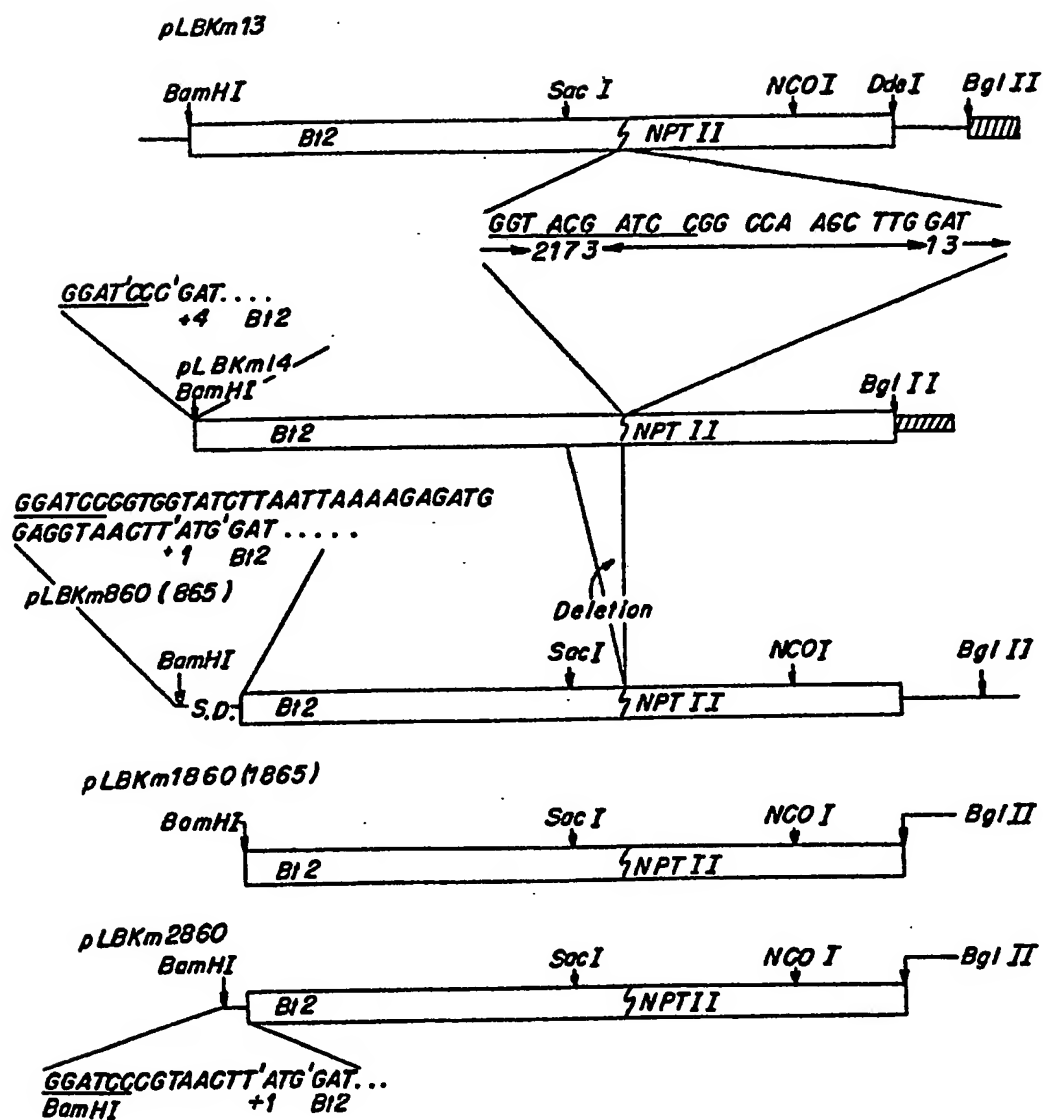 pLBKm13
BamHI Sac I NCO I DdeI Bgl II
Bt2 NPT II
GGT ACG ATC CGG CCA AGC TTG GAT
2173 13
GGAT'CCC'GAT....
+4 Bt2
pLBKm14
BamHI Bgl II
Bt2 NPT II
GGATCCCGTGGTATCTTAATTAAAAGAGATG
GAGGTAACTT'ATG'GAT.....
+1 Bt2
pLBKm860 (865)
Deletion
BamHI SacI NCOI Bgl II
S.D. Bt2 NPT II
pLBKm1860 (1865)
BamHI Sac I NCO I Bgl II
Bt2 NPT II
pLBKm2860
BamHI SacI NCO I Bgl II
Bt2 NPTII
GGATCCCGTAACTT'ATG'GAT...
BamHI +1 Bt2